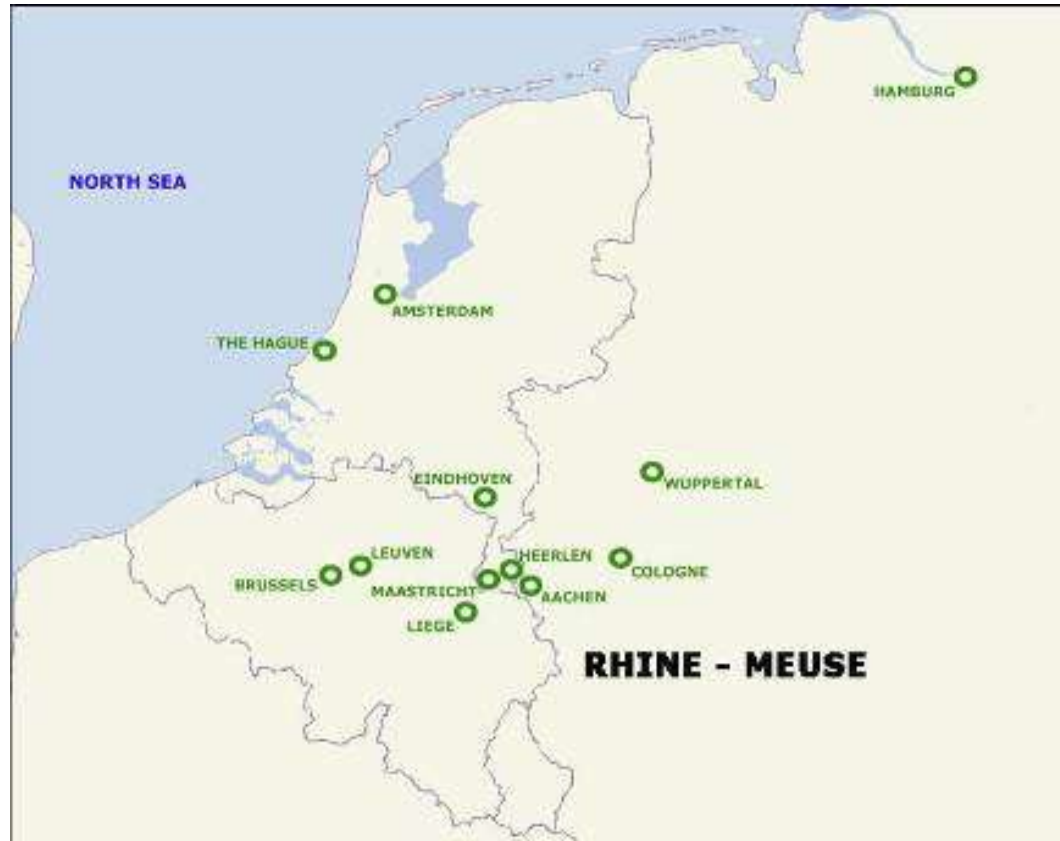 HAMBURG
NORTH SEA
AMSTERDAM
THE HAGUE
EINDHOVEN
WUPPERTAL
LEUVEN
HEERLEN
COLOGNE
BRUSSELS
MAASTRICHT
AACHEN
LIEGE
RHINE - MEUSE